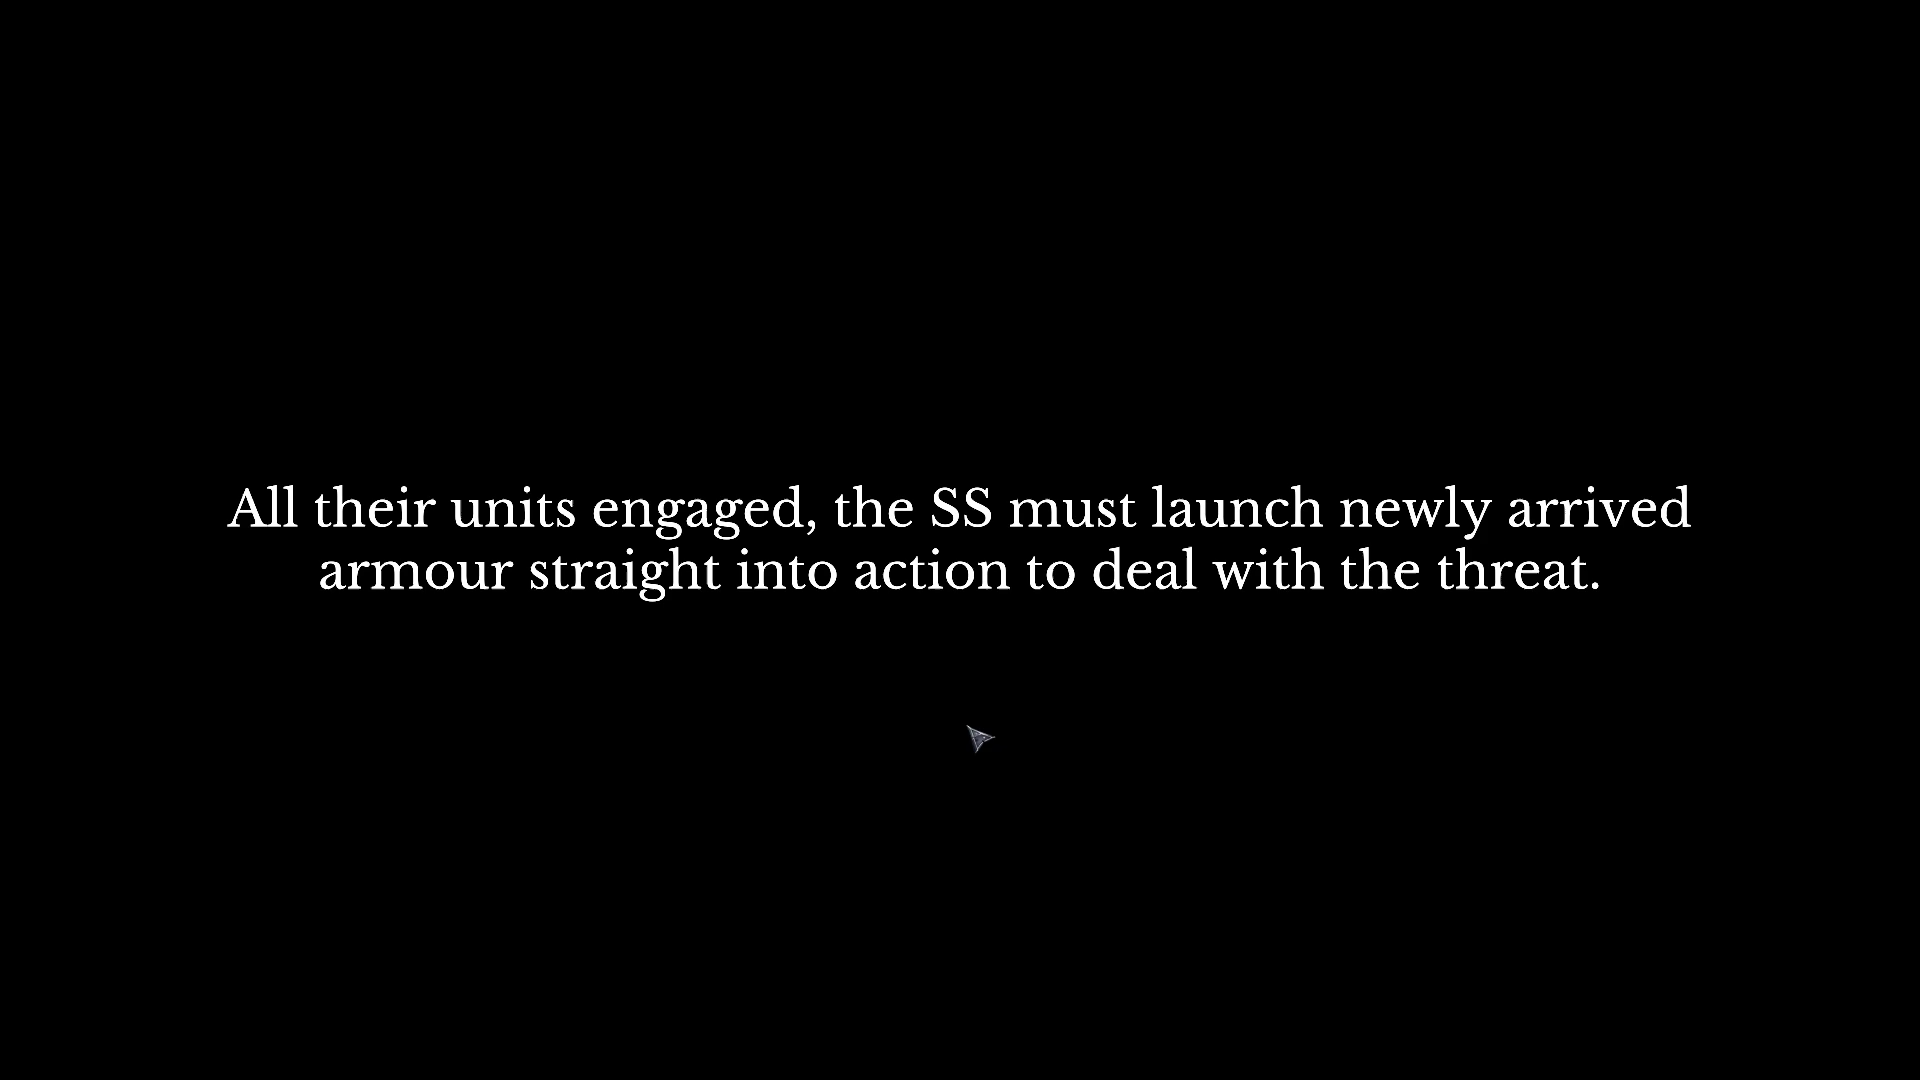 All their units engaged, the SS must launch newly arrived
armour straight into action to deal with the threat.